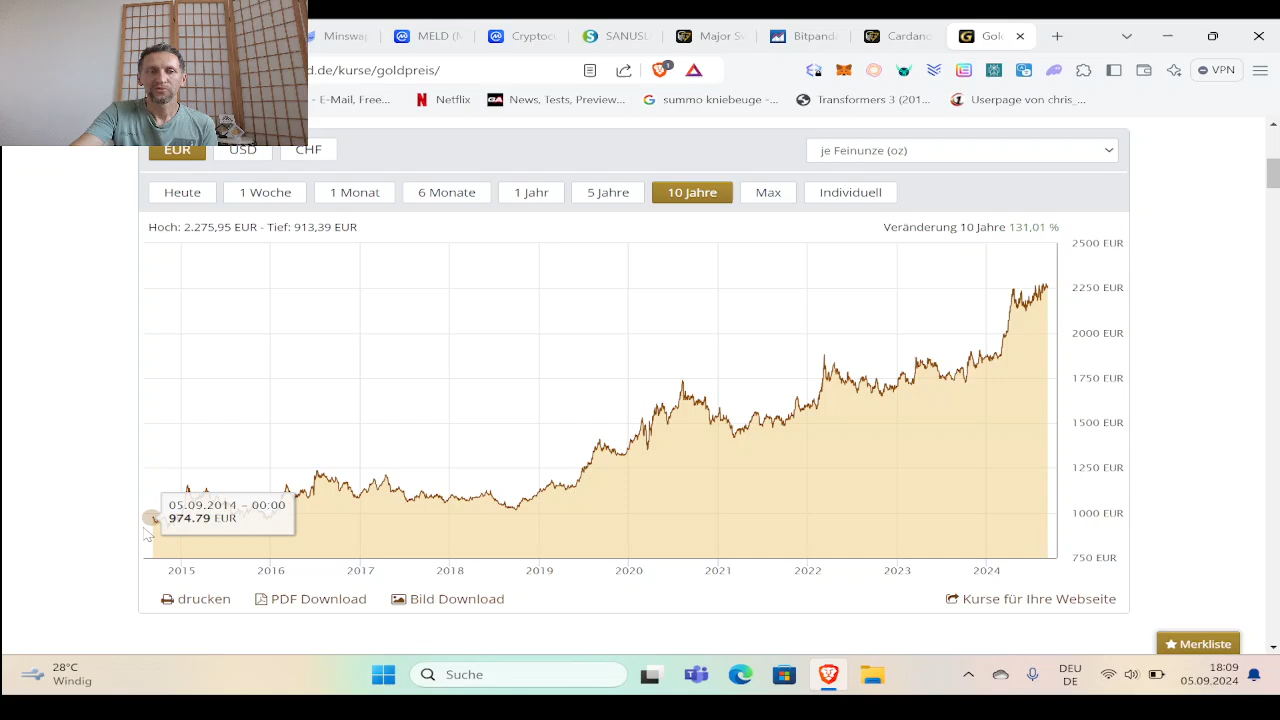 Minswap
MELD (M
Cryptoc
SANUSL
Major Sv
Bitpanda
Cardano
Gol
d.de/kurse/goldpreis/
1
VPN
- E-Mail, Free...
Netflix
News, Tests, Preview...
summo kniebeuge -...
Transformers 3 (201...
Userpage von chris_...
EUR
USD
CHF
je Feinunze (oz)
Heute
1 Woche
1 Monat
6 Monate
1 Jahr
5 Jahre
10 Jahre
Max
Individuell
Hoch: 2.275,95 EUR - Tief: 913,39 EUR
Veränderung 10 Jahre 131,01 %
2500 EUR
2250 EUR
2000 EUR
1750 EUR
1500 EUR
1250 EUR
1000 EUR
750 EUR
05.09.2014 – 00:00
974.79 EUR
2015
2016
2017
2018
2019
2020
2021
2022
2023
2024
drucken
PDF Download
Bild Download
Kurse für Ihre Webseite
Merkliste
28°C
Windig
Suche
DEU
DE
18:09
05.09.2024